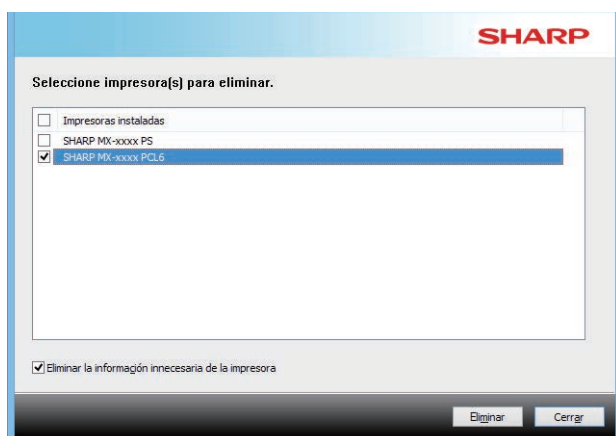 SHARP
Seleccione impresora(s) para eliminar.
Impresoras instaladas
SHARP MX-xxxx PS
SHARP MX-xxxx PCL6
Eliminar la información innecesaria de la impresora
Eliminar Cerrar